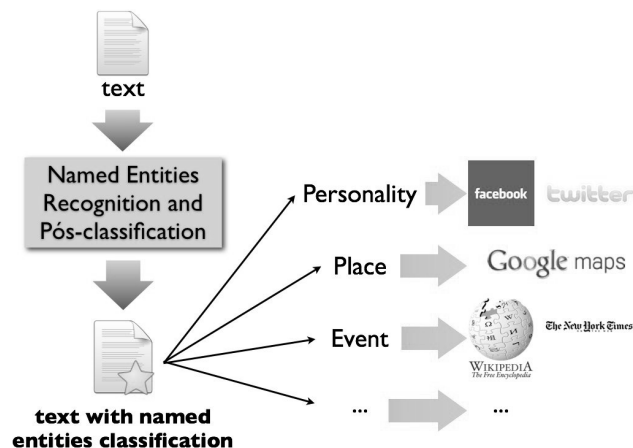 text
Named Entities
Recognition and
Pós-classification
text with named
entities classification
Personality
facebook
twitter
Place
Google maps
Event
WIKIPEDIA
The Free Encyclopedia
The New York Times
...
...